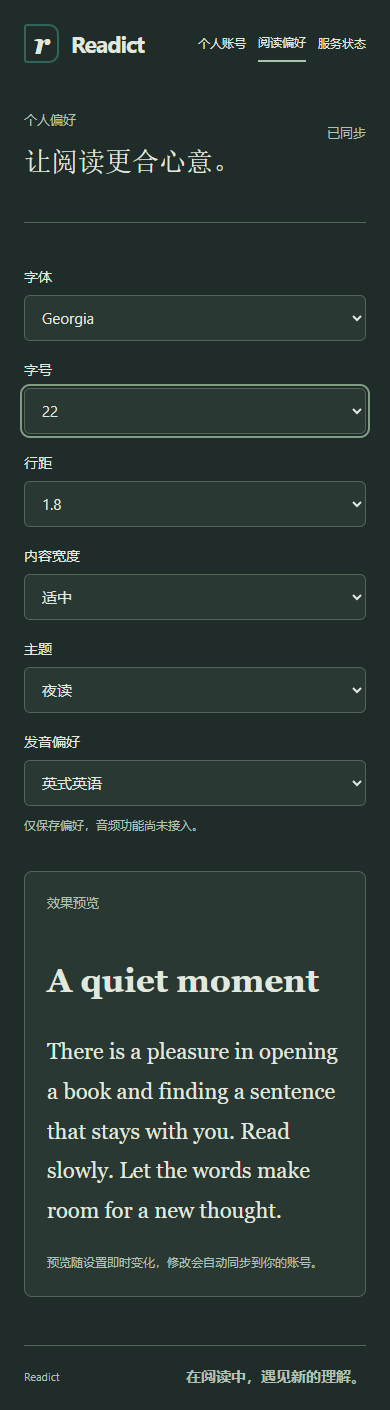 r Readict 个人账号 阅读偏好 服务状态
个人偏好
已同步
让阅读更合心意。
字体
Georgia
字号
22
行距
1.8
内容宽度
适中
主题
夜读
发音偏好
英式英语
仅保存偏好，音频功能尚未接入。
效果预览
A quiet moment
There is a pleasure in opening
a book and finding a sentence
that stays with you. Read
slowly. Let the words make
room for a new thought.
预览随设置即时变化，修改会自动同步到你的账号。
Readict 在阅读中，遇见新的理解。